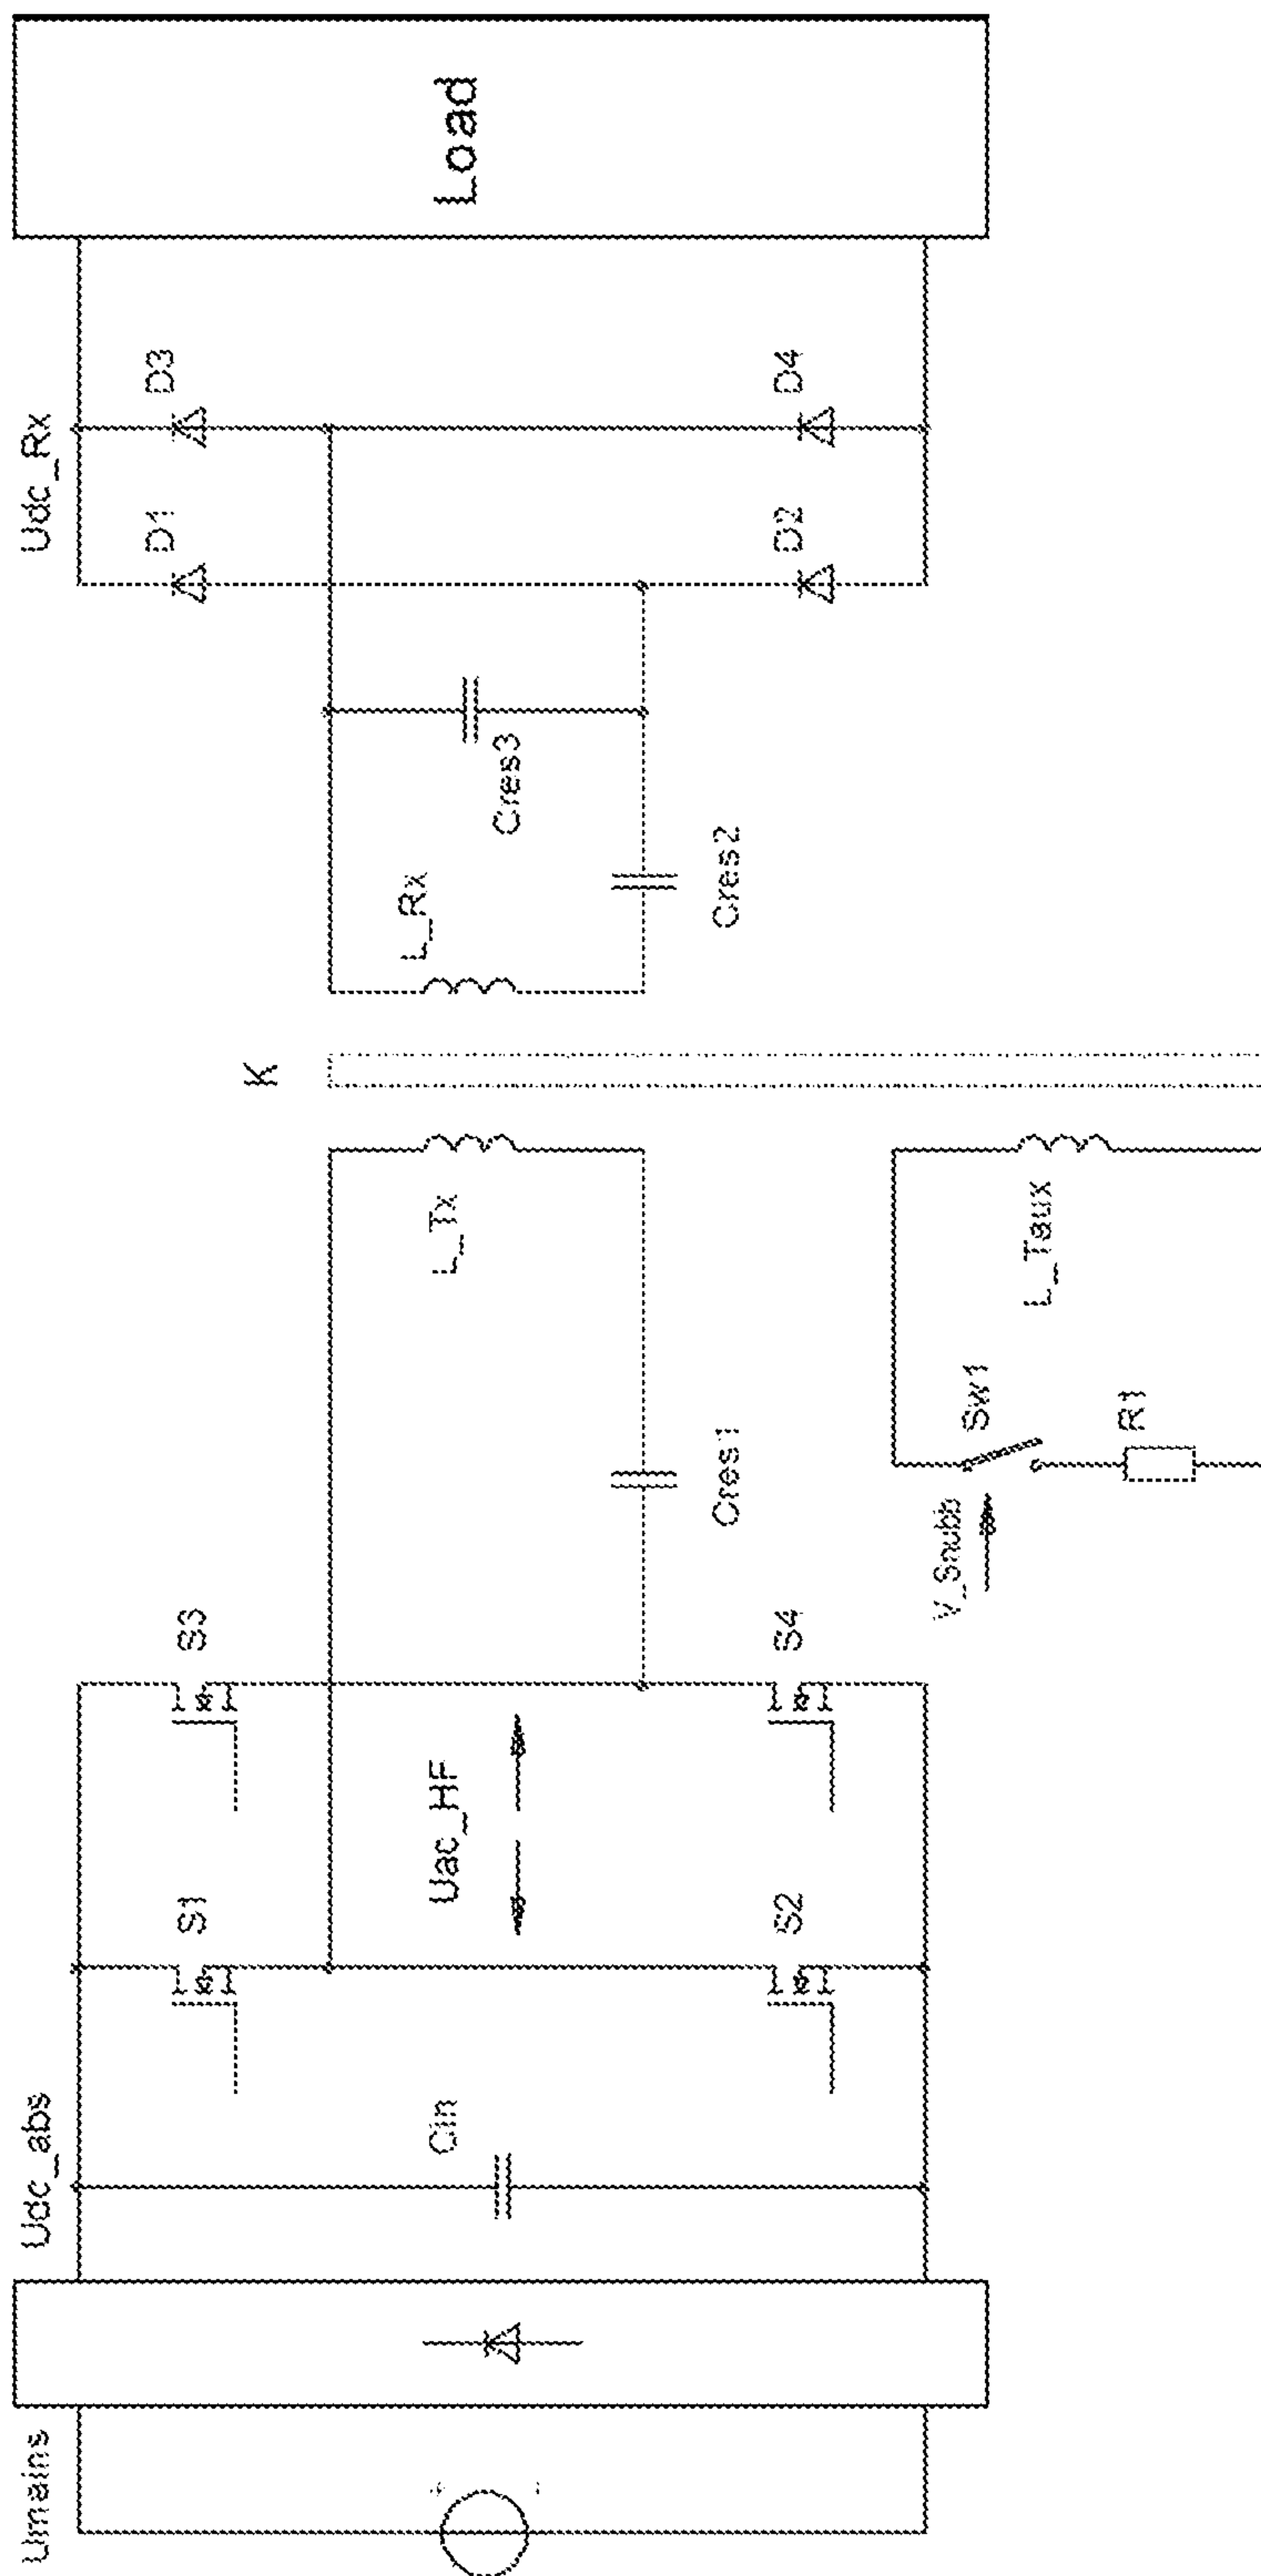 Umains
Udc_abs
Cin
S1
S3
S2
S4
Uac_HF
Cres1
V_Snubb
Sw1
R1
L_Tx
L_Taux
K
L_Rx
Cres2
Cres3
Udc_Rx
D1
D3
D2
D4
Load